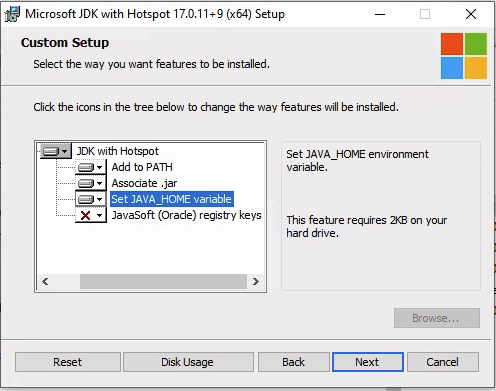 Microsoft JDK with Hotspot 17.0.11+9 (x64) Setup
Custom Setup
Select the way you want features to be installed.
Click the icons in the tree below to change the way features will be installed.
JDK with Hotspot
Add to PATH
Associate .jar
Set JAVA_HOME variable
JavaSoft (Oracle) registry keys
Set JAVA_HOME environment
variable.
This feature requires 2KB on your
hard drive.
Browse...
Reset
Disk Usage
Back
Next
Cancel